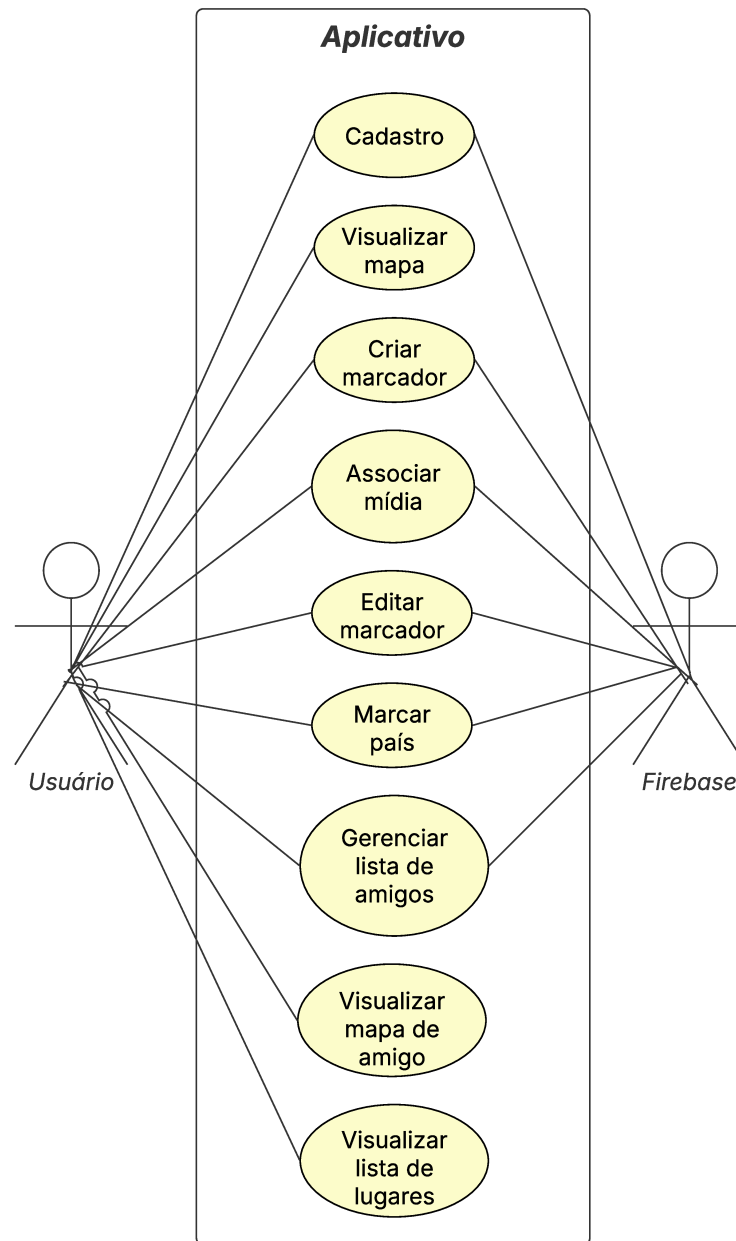 Aplicativo
Cadastro
Visualizar
mapa
Criar
marcador
Associar
mídia
Editar
marcador
Marcar
país
Usuário
Firebase
Gerenciar
lista de
amigos
Visualizar
mapa de
amigo
Visualizar
lista de
lugares